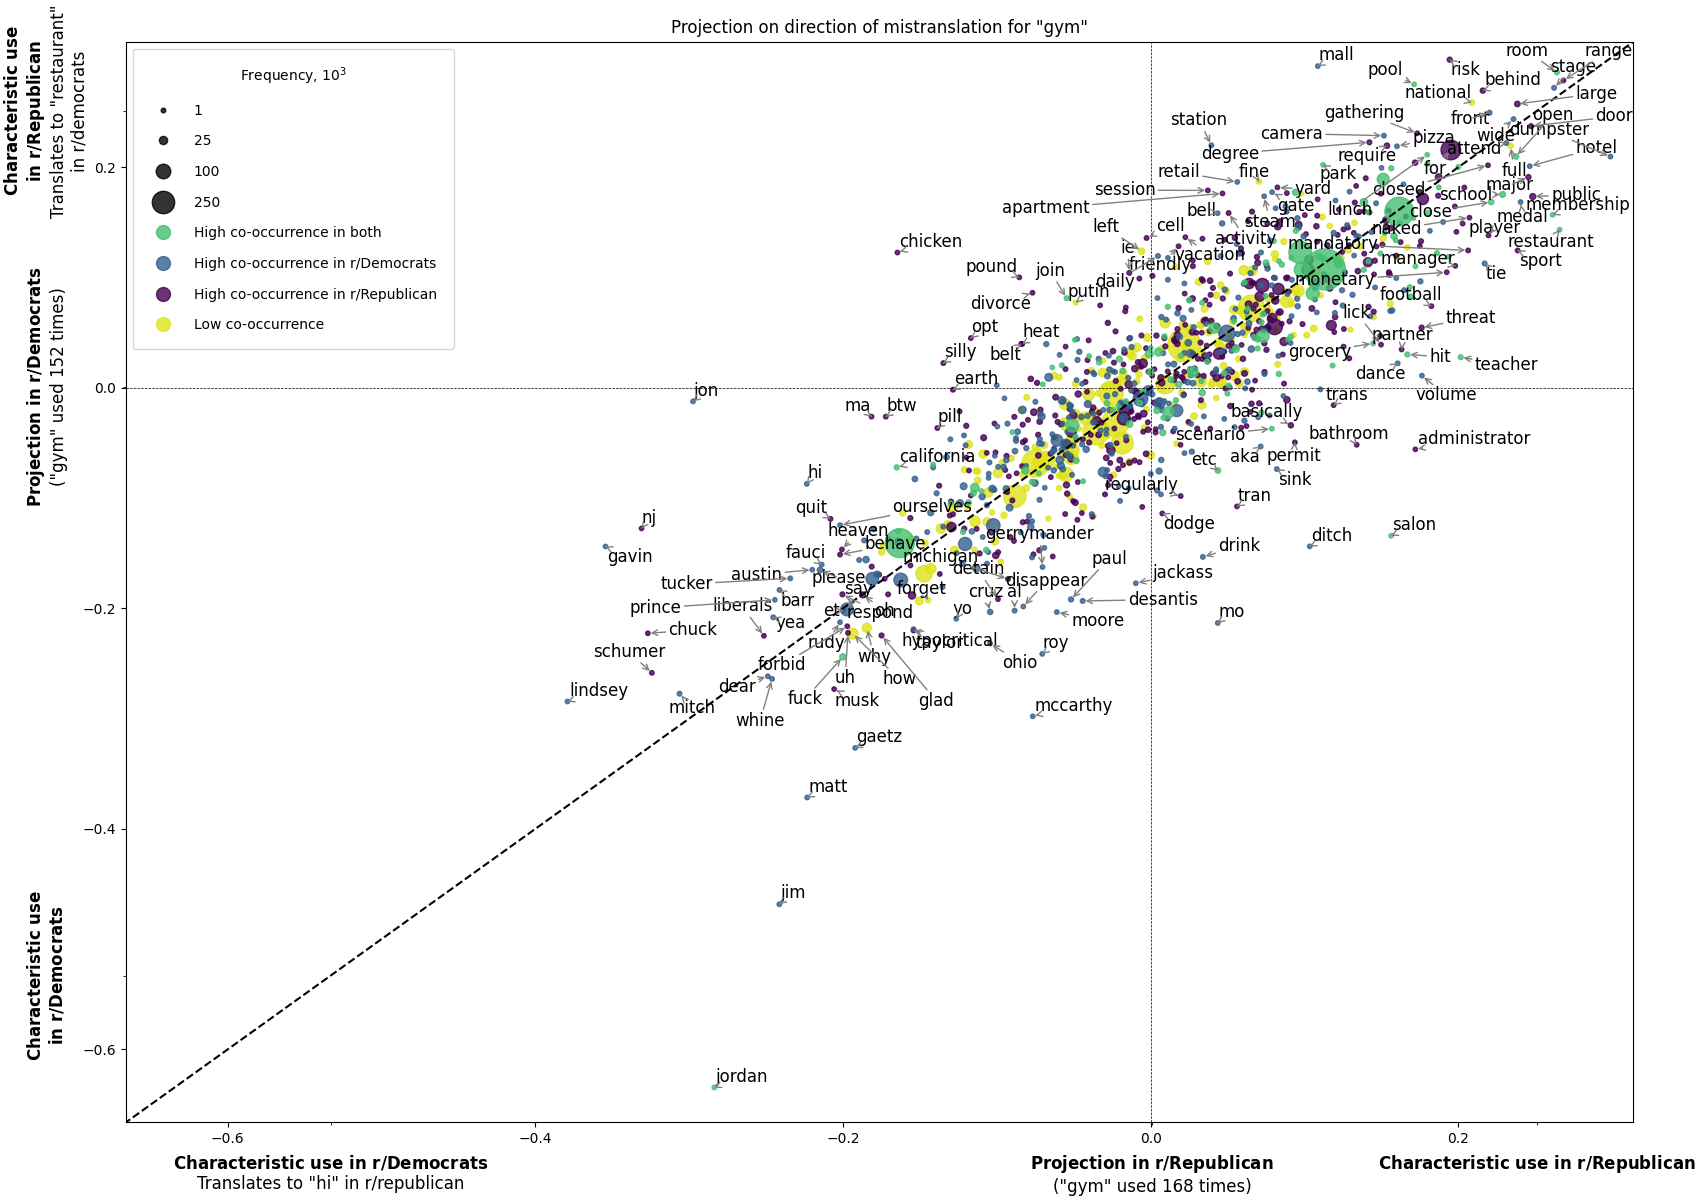 Projection on direction of mistranslation for "gym"
Characteristic use
in r/Republican
Translates to "restaurant"
in r/democrats
Projection in r/Democrats
("gym" used 152 times)
Characteristic use
in r/Democrats
Frequency, 10³
1
25
100
250
High co-occurrence in both
High co-occurrence in r/Democrats
High co-occurrence in r/Republican
Low co-occurrence
0.2
0.0
−0.2
−0.4
−0.6
mall
room
range
pool
risk
stage
behind
national
large
gathering
front
open
door
station
camera
pizza
wide
dumpster
degree
require
attend
hotel
retail
fine
park
for
full
session
yard
closed
school
major
public
apartment
bell
gate
lunch
close
membership
left
cell
steam
naked
medal
player
chicken
ie
activity
mandatory
restaurant
friendly
vacation
manager
sport
pound
join
daily
monetary
tie
divorce
putin
football
opt
heat
lick
threat
silly
belt
grocery
partner
hit
teacher
earth
dance
jon
volume
ma
btw
trans
pill
basically
scenario
bathroom
administrator
california
etc
aka
permit
hi
regularly
sink
quit
ourselves
tran
nj
heaven
gerrymander
dodge
ditch
salon
gavin
fauci
behave
michigan
paul
drink
tucker
austin
please
detain
disappear
jackass
prince
liberals
barr
say
forget
cruz
al
desantis
chuck
yea
et
respond
oh
yo
moore
mo
schumer
rudy
why
hypocritical
taylor
roy
forbid
ohio
lindsey
dear
uh
how
mitch
fuck
musk
glad
whine
mccarthy
gaetz
matt
jim
jordan
−0.6
−0.4
−0.2
0.0
0.2
Characteristic use in r/Democrats
Translates to "hi" in r/republican
Projection in r/Republican
("gym" used 168 times)
Characteristic use in r/Republican